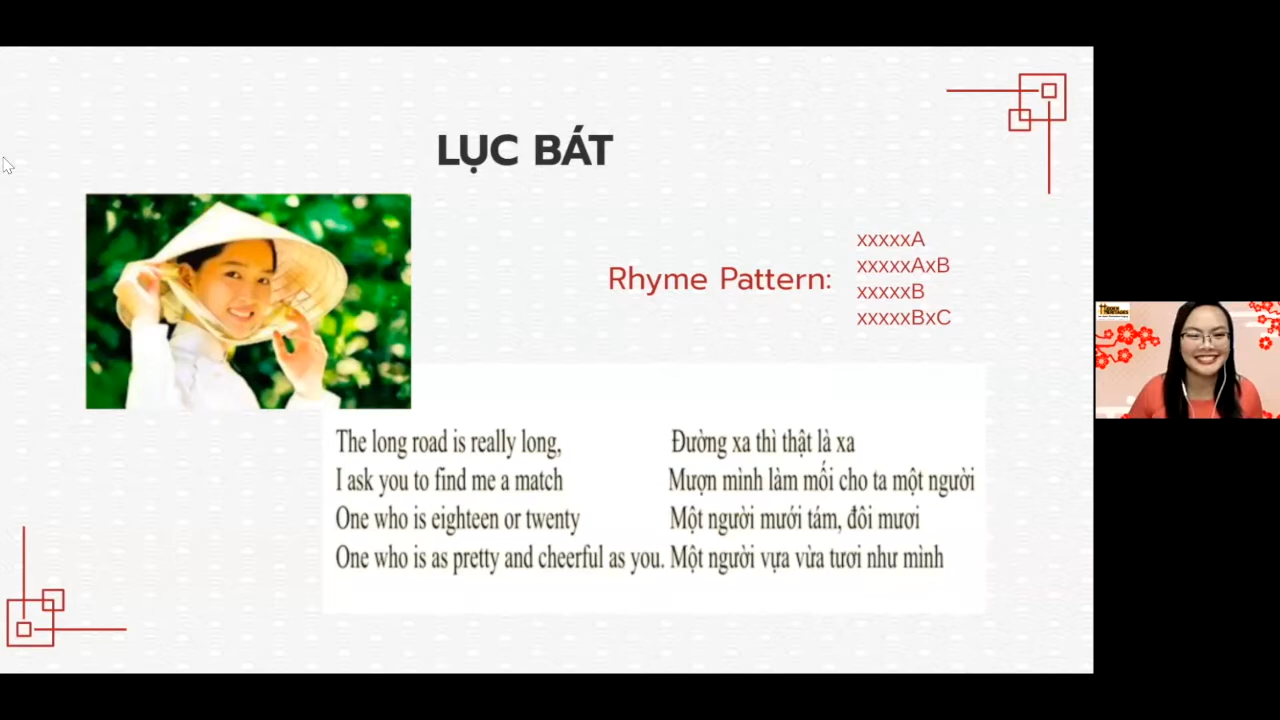 LỤC BÁT
Rhyme Pattern:
xxxxxA
xxxxxAxB
xxxxxB
xxxxxBxC
The long road is really long,
I ask you to find me a match
One who is eighteen or twenty
One who is as pretty and cheerful as you.
Đường xa thì thật là xa
Mượn mình làm mối cho ta một người
Một người mưới tám, đôi mươi
Một người vựa vừa tươi như mình